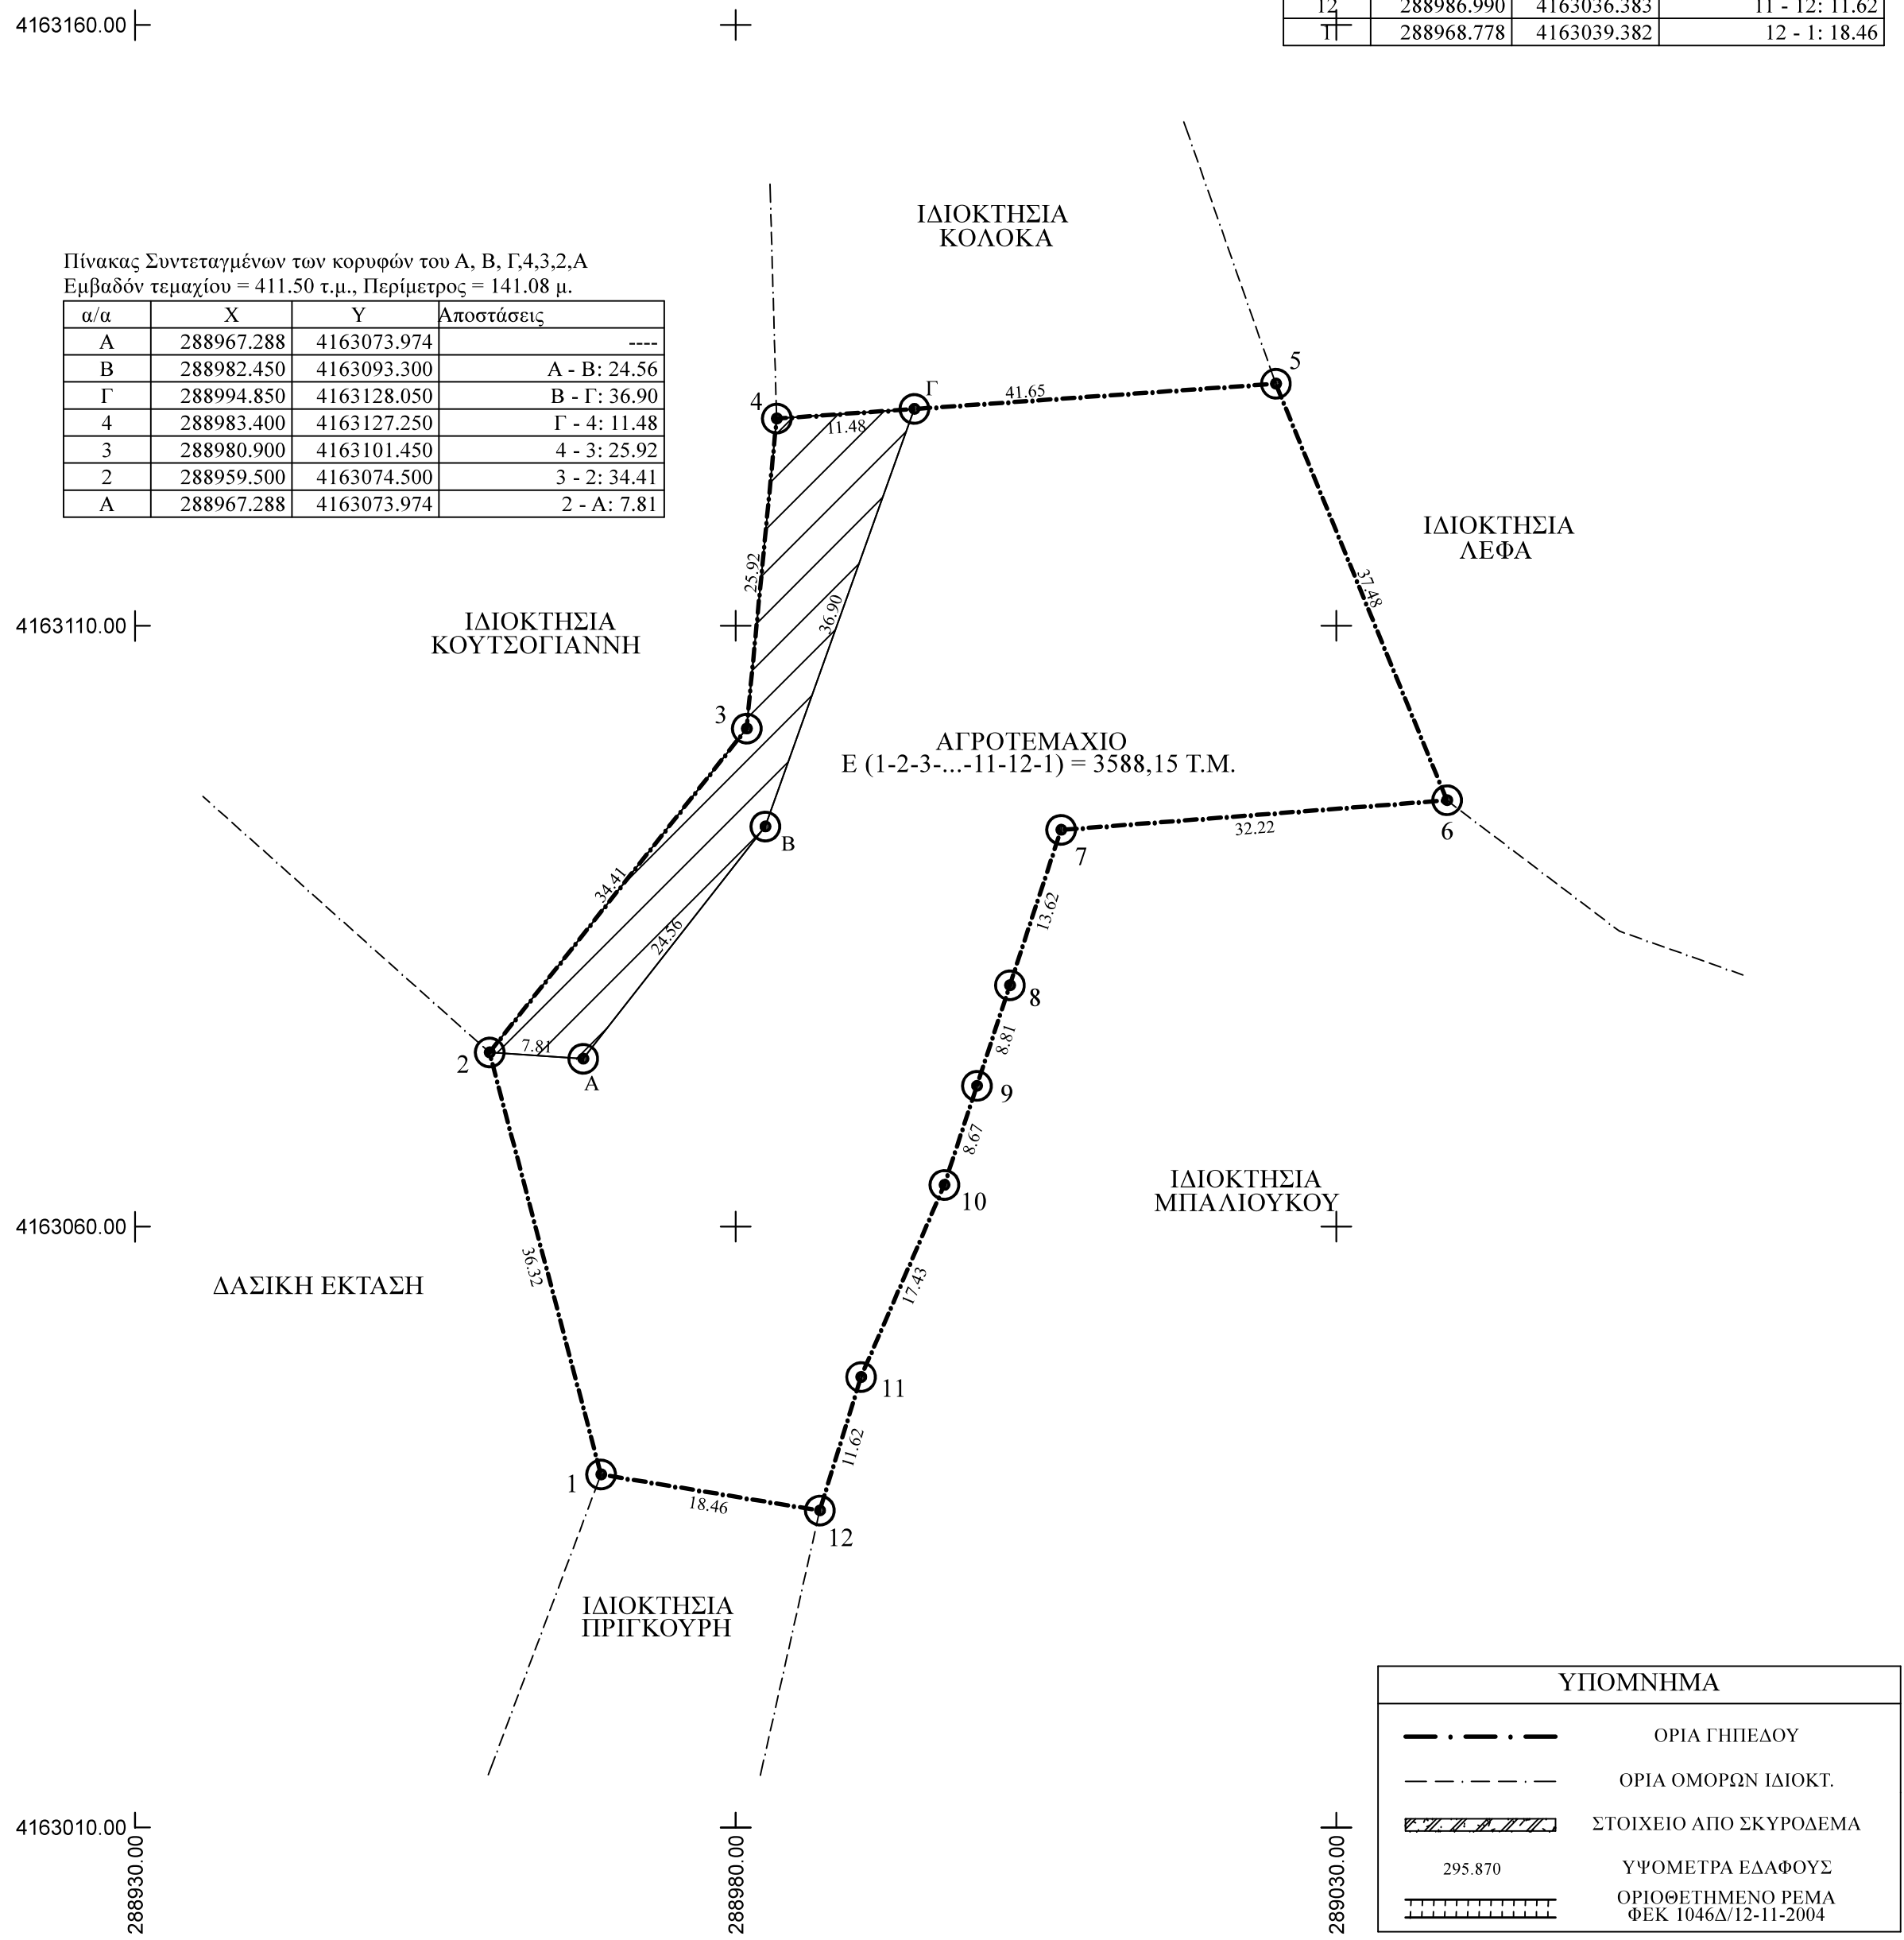 4163160.00
12 288986.990 4163036.383 11 - 12: 11.62
1 288968.778 4163039.382 12 - 1: 18.46
ΙΔΙΟΚΤΗΣΙΑ
ΚΟΛΟΚΑ
Πίνακας Συντεταγμένων των κορυφών του Α, Β, Γ,4,3,2,Α
Εμβαδόν τεμαχίου = 411.50 τ.μ., Περίμετρος = 141.08 μ.
α/α Χ Υ Αποστάσεις
Α 288967.288 4163073.974 ----
Β 288982.450 4163093.300 Α - Β: 24.56
Γ 288994.850 4163128.050 Β - Γ: 36.90
4 288983.400 4163127.250 Γ - 4: 11.48
3 288980.900 4163101.450 4 - 3: 25.92
2 288959.500 4163074.500 3 - 2: 34.41
Α 288967.288 4163073.974 2 - Α: 7.81
5
4
Γ
41.65
11.48
ΙΔΙΟΚΤΗΣΙΑ
ΛΕΦΑ
25.92
37.48
36.90
4163110.00
ΙΔΙΟΚΤΗΣΙΑ
ΚΟΥΤΣΟΓΙΑΝΝΗ
3
ΑΓΡΟΤΕΜΑΧΙΟ
Ε (1-2-3-...-11-12-1) = 3588,15 Τ.Μ.
6
32.22
Β
7
34.41
13.62
24.56
8
7.81
2
Α
8.81
9
8.67
10
ΙΔΙΟΚΤΗΣΙΑ
ΜΠΑΛΙΟΥΚΟΥ
4163060.00
36.32
17.43
ΔΑΣΙΚΗ ΕΚΤΑΣΗ
11
11.62
1
18.46
12
ΙΔΙΟΚΤΗΣΙΑ
ΠΡΙΓΚΟΥΡΗ
ΥΠΟΜΝΗΜΑ
ΟΡΙΑ ΓΗΠΕΔΟΥ
ΟΡΙΑ ΟΜΟΡΩΝ ΙΔΙΟΚΤ.
ΣΤΟΙΧΕΙΟ ΑΠΟ ΣΚΥΡΟΔΕΜΑ
295.870 ΥΨΟΜΕΤΡΑ ΕΔΑΦΟΥΣ
ΟΡΙΟΘΕΤΗΜΕΝΟ ΡΕΜΑ
ΦΕΚ 1046Δ/12-11-2004
4163010.00
288930.00
288980.00
289030.00